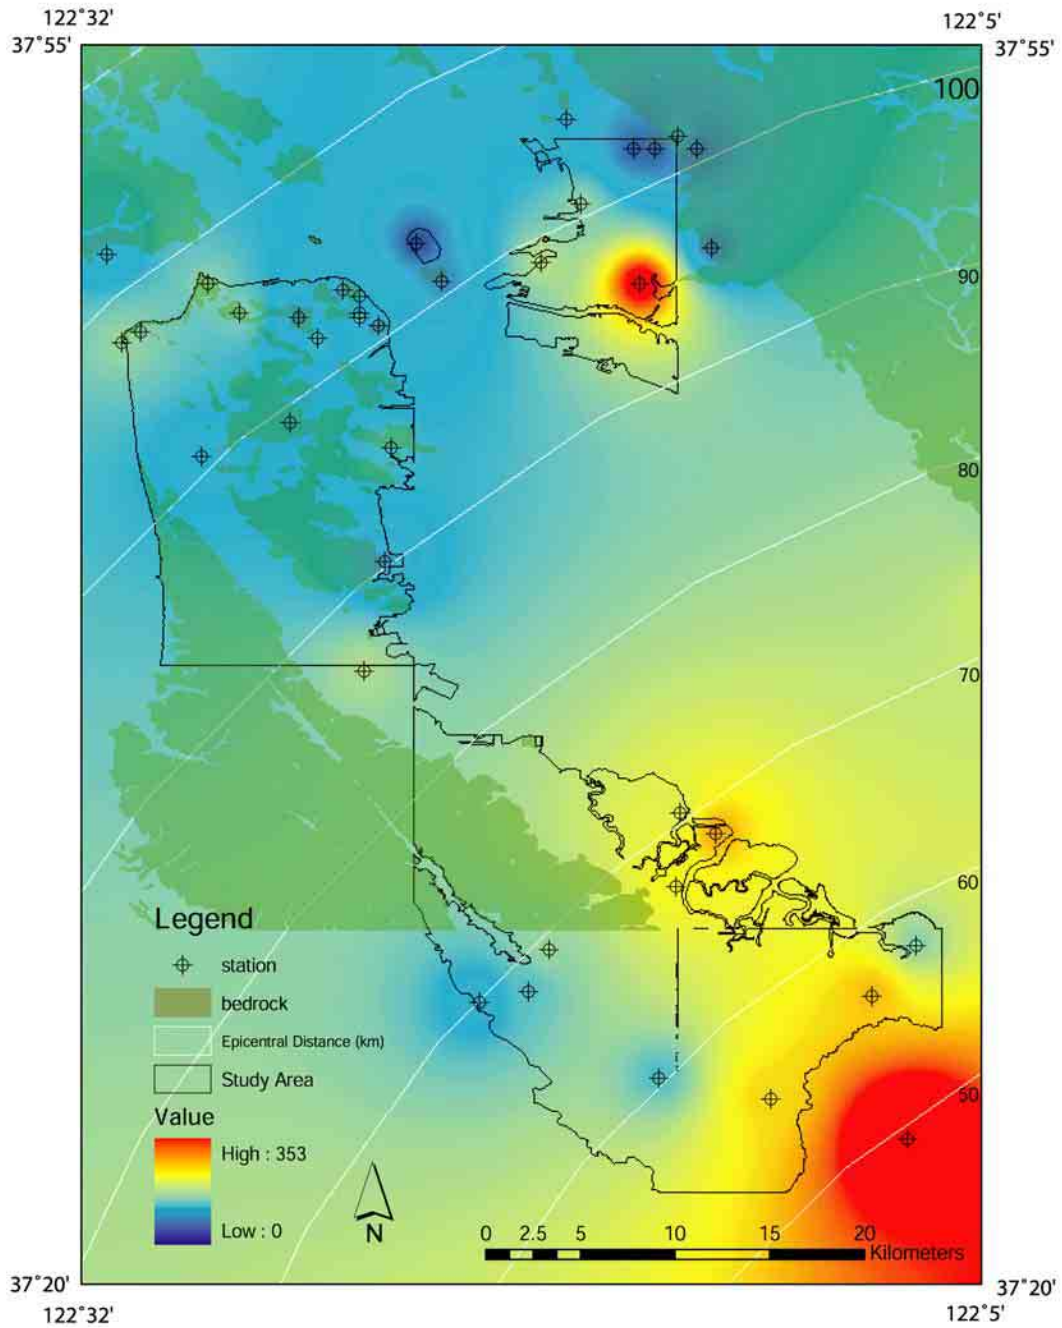 122°32'
122°5'
37°55'
37°55'
100
90
80
70
60
50
Legend
station
bedrock
Epicentral Distance (km)
Study Area
Value
High : 353
Low : 0
N
0 2.5 5 10 15 20
Kilometers
37°20'
37°20'
122°32'
122°5'